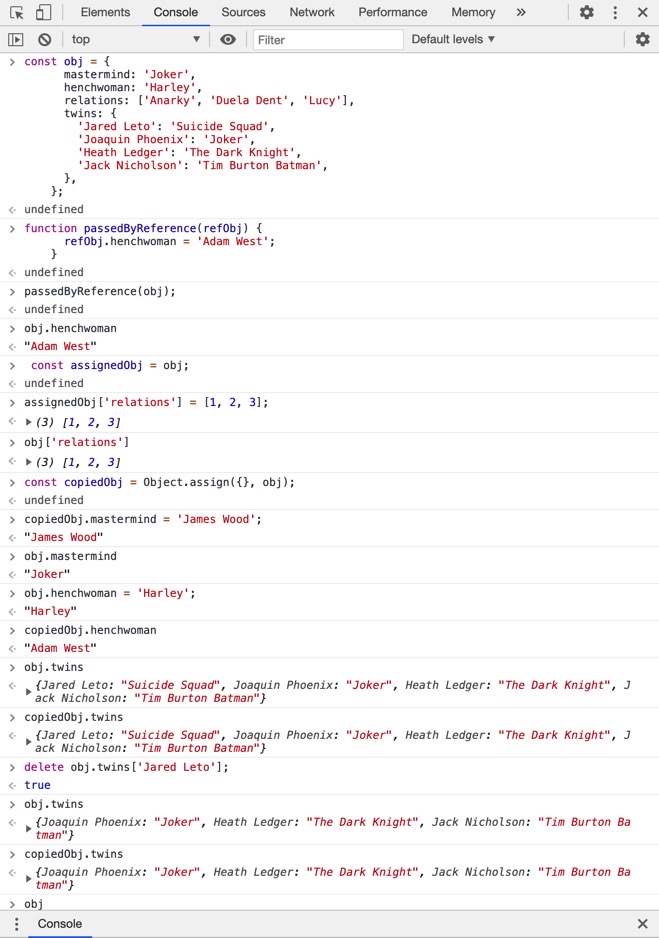 Elements Console Sources Network Performance Memory »
top ▼ Filter Default levels ▼
> const obj = {
mastermind: 'Joker',
henchwoman: 'Harley',
relations: ['Anarky', 'Duela Dent', 'Lucy'],
twins: {
'Jared Leto': 'Suicide Squad',
'Joaquin Phoenix': 'Joker',
'Heath Ledger': 'The Dark Knight',
'Jack Nicholson': 'Tim Burton Batman',
},
};
undefined
> function passedByReference(refObj) {
refObj.henchwoman = 'Adam West';
}
undefined
> passedByReference(obj);
undefined
> obj.henchwoman
"Adam West"
> const assignedObj = obj;
undefined
> assignedObj['relations'] = [1, 2, 3];
▶ (3) [1, 2, 3]
> obj['relations']
▶ (3) [1, 2, 3]
> const copiedObj = Object.assign({}, obj);
undefined
> copiedObj.mastermind = 'James Wood';
"James Wood"
> obj.mastermind
"Joker"
> obj.henchwoman = 'Harley';
"Harley"
> copiedObj.henchwoman
"Adam West"
> obj.twins
▶ {Jared Leto: "Suicide Squad", Joaquin Phoenix: "Joker", Heath Ledger: "The Dark Knight", J
ack Nicholson: "Tim Burton Batman"}
> copiedObj.twins
▶ {Jared Leto: "Suicide Squad", Joaquin Phoenix: "Joker", Heath Ledger: "The Dark Knight", J
ack Nicholson: "Tim Burton Batman"}
> delete obj.twins['Jared Leto'];
true
> obj.twins
▶ {Joaquin Phoenix: "Joker", Heath Ledger: "The Dark Knight", Jack Nicholson: "Tim Burton Ba
tman"}
> copiedObj.twins
▶ {Joaquin Phoenix: "Joker", Heath Ledger: "The Dark Knight", Jack Nicholson: "Tim Burton Ba
tman"}
> obj
Console